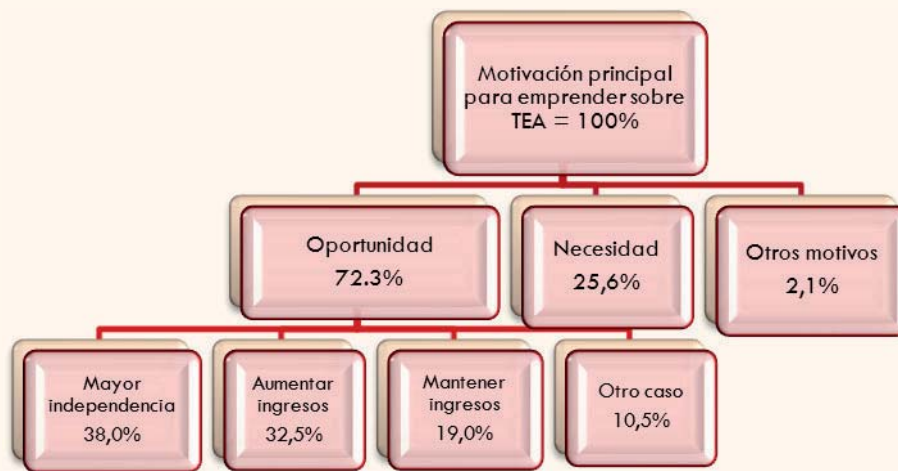 Motivación principal
para emprender sobre
TEA = 100%
Oportunidad
72.3%
Necesidad
25,6%
Otros motivos
2,1%
Mayor
independencia
38,0%
Aumentar
ingresos
32,5%
Mantener
ingresos
19,0%
Otro caso
10,5%